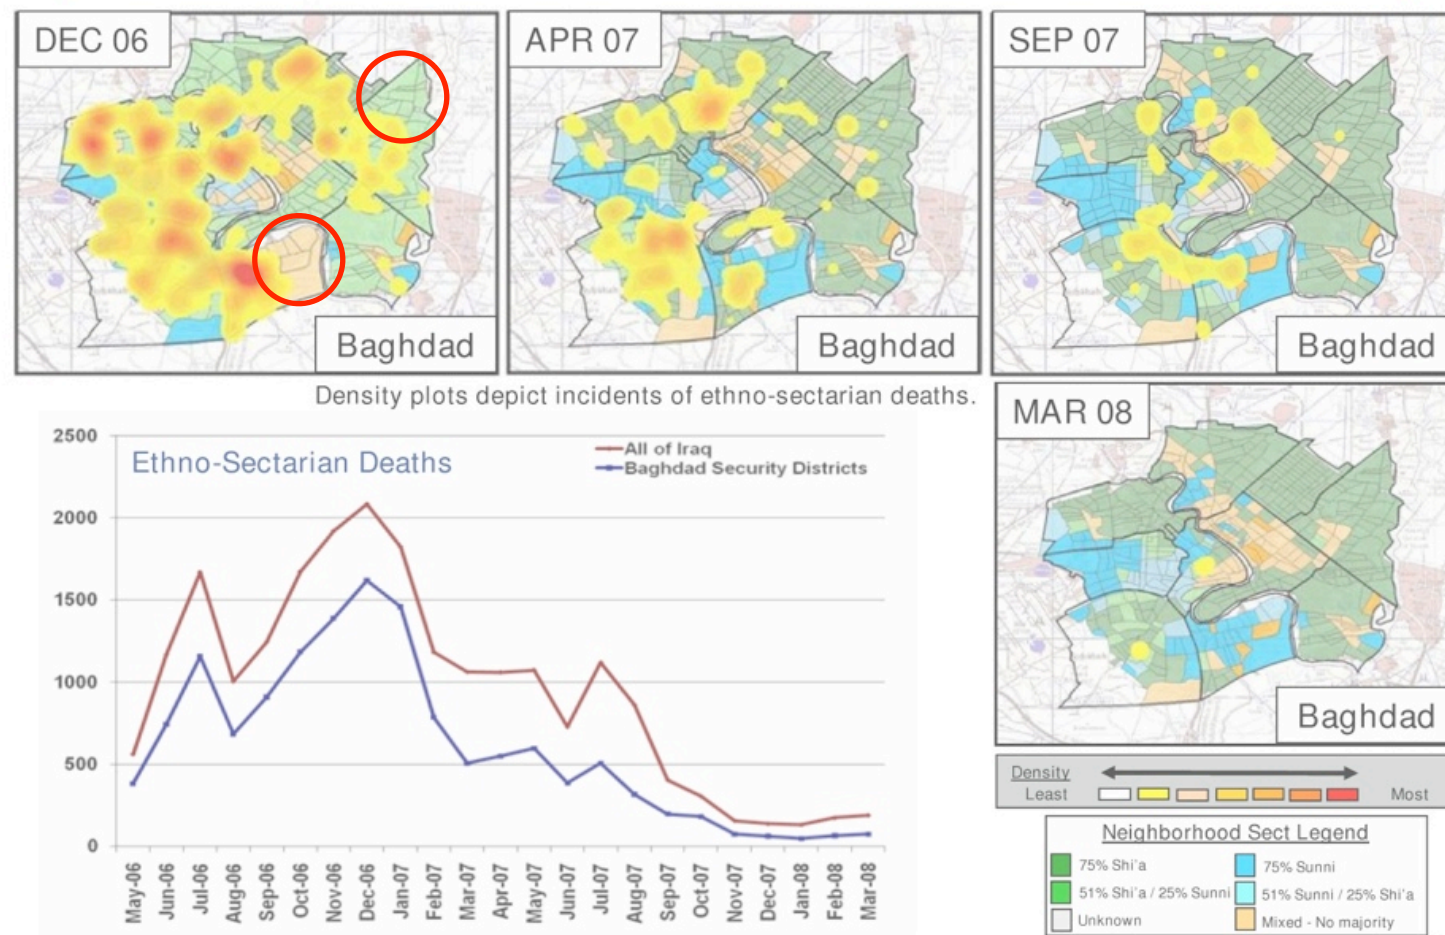 DEC 06
Baghdad
APR 07
Baghdad
SEP 07
Baghdad
Density plots depict incidents of ethno-sectarian deaths.
MAR 08
Baghdad
Ethno-Sectarian Deaths
All of Iraq
Baghdad Security Districts
2500
2000
1500
1000
500
0
May-06
Jun-06
Jul-06
Aug-06
Sep-06
Oct-06
Nov-06
Dec-06
Jan-07
Feb-07
Mar-07
Apr-07
May-07
Jun-07
Jul-07
Aug-07
Sep-07
Oct-07
Nov-07
Dec-07
Jan-08
Feb-08
Mar-08
Density
Least Most
Neighborhood Sect Legend
75% Shi'a 75% Sunni
51% Shi'a / 25% Sunni 51% Sunni / 25% Shi'a
Unknown Mixed - No majority